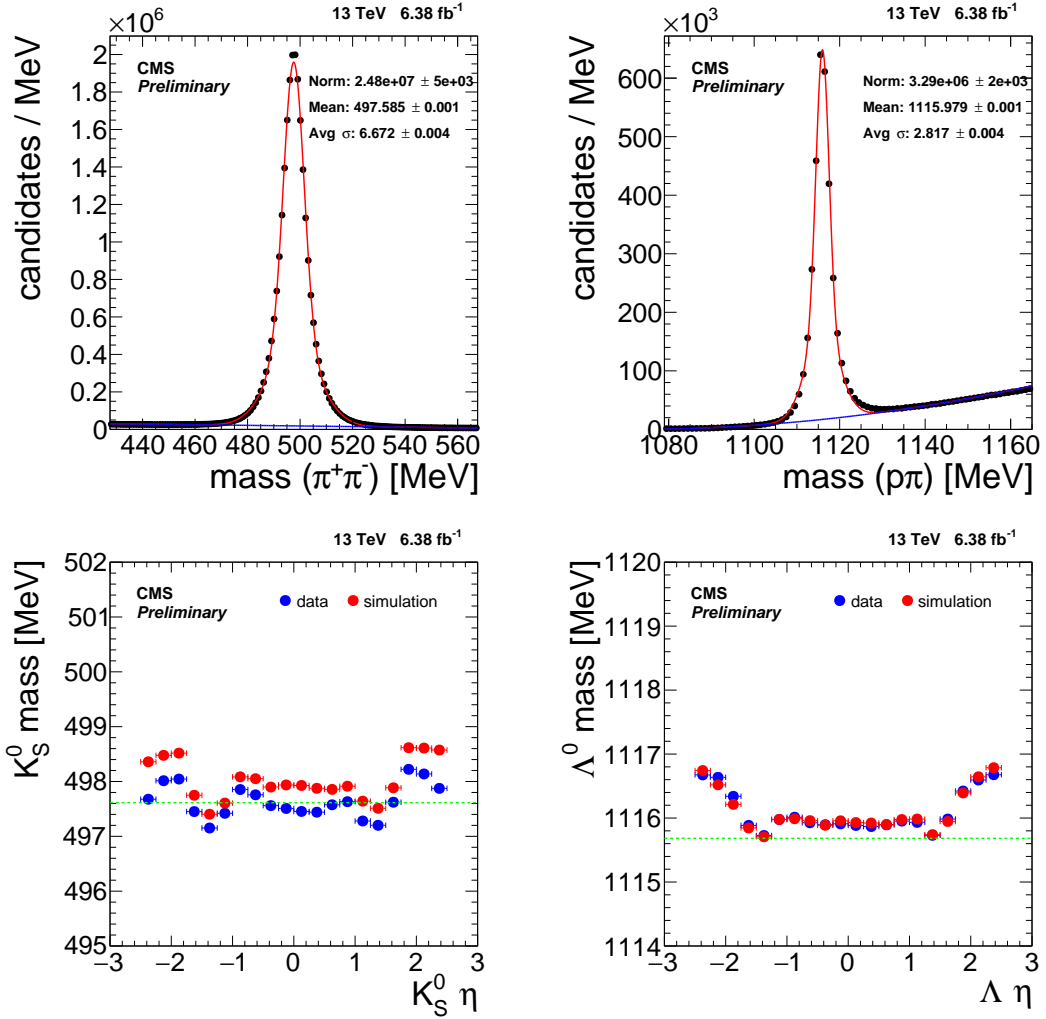 ×10⁶ 13 TeV 6.38 fb⁻¹
CMS
Preliminary
Norm: 2.48e+07 ± 5e+03
Mean: 497.585 ± 0.001
Avg σ: 6.672 ± 0.004
candidates / MeV
2
1.8
1.6
1.4
1.2
1
0.8
0.6
0.4
0.2
0
440 460 480 500 520 540 560
mass (π⁺π⁻) [MeV]
×10³ 13 TeV 6.38 fb⁻¹
CMS
Preliminary
Norm: 3.29e+06 ± 2e+03
Mean: 1115.979 ± 0.001
Avg σ: 2.817 ± 0.004
candidates / MeV
600
500
400
300
200
100
0
1080 1100 1120 1140 1160
mass (pπ) [MeV]
13 TeV 6.38 fb⁻¹
CMS
Preliminary
data simulation
K_S^0 mass [MeV]
502
501
500
499
498
497
496
495
−3 −2 −1 0 1 2 3
K_S^0 η
13 TeV 6.38 fb⁻¹
CMS
Preliminary
data simulation
Λ⁰ mass [MeV]
1120
1119
1118
1117
1116
1115
1114
−3 −2 −1 0 1 2 3
Λ η